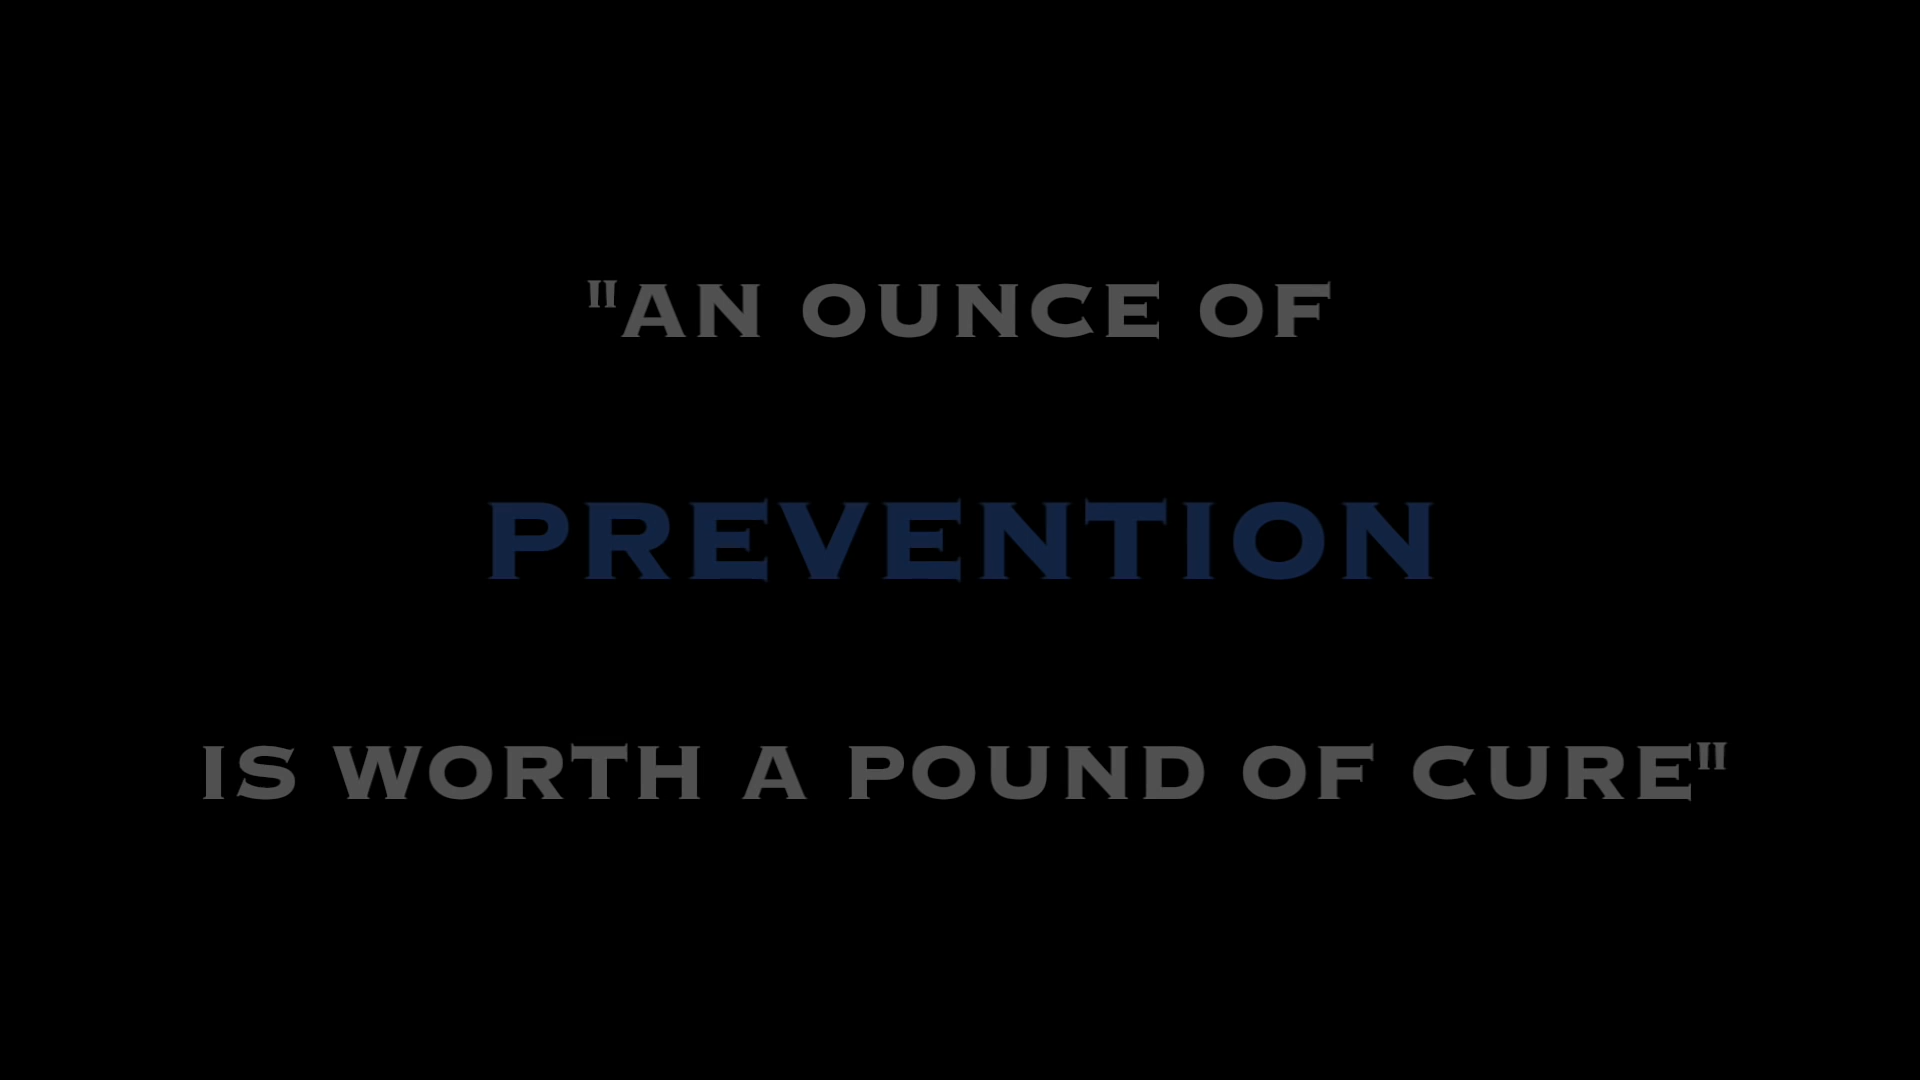 "AN OUNCE OF
PREVENTION
IS WORTH A POUND OF CURE"